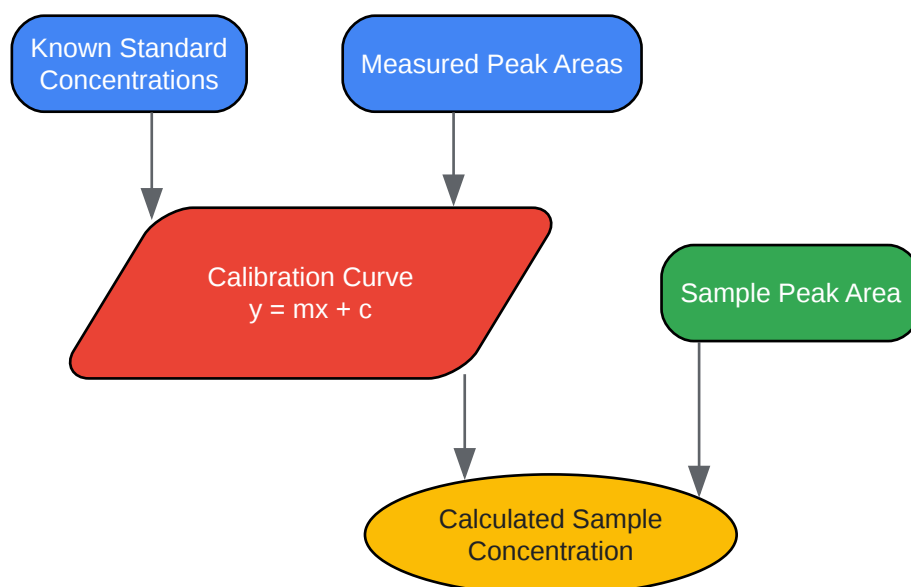 Known Standard
Concentrations
Measured Peak Areas
Calibration Curve
y = mx + c
Sample Peak Area
Calculated Sample
Concentration